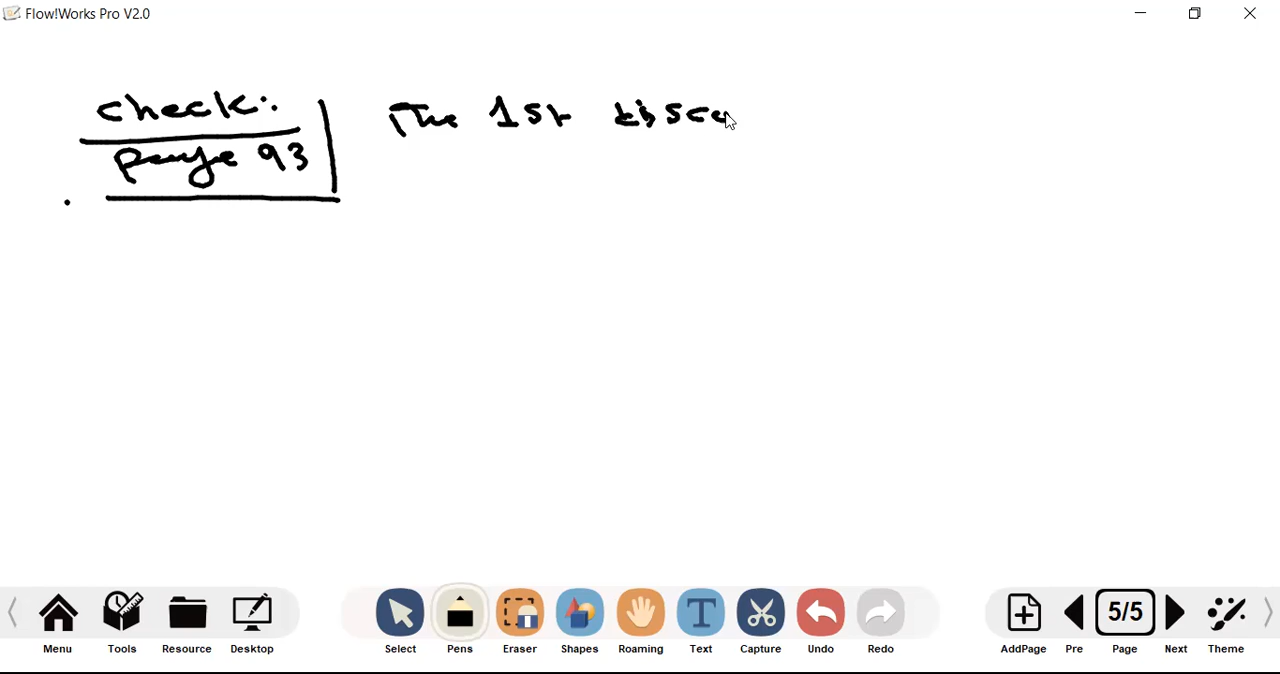 Flow!Works Pro V2.0
check:
page 93
The 1st
Menu
Tools
Resource
Desktop
Select
Pens
Eraser
Shapes
Roaming
T
Text
Capture
Undo
Redo
AddPage
Pre
5/5
Page
Next
Theme